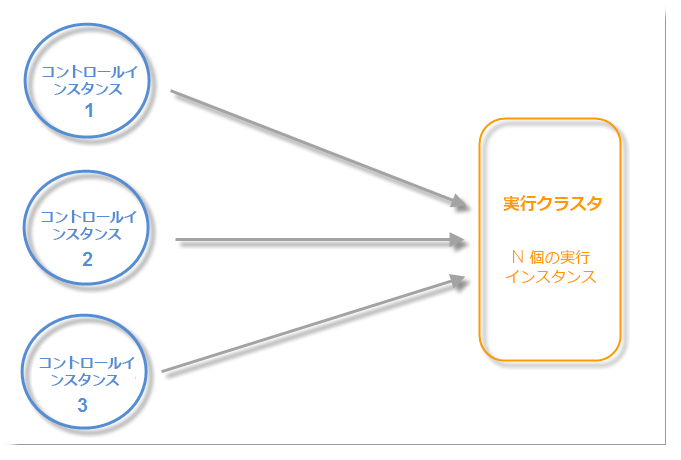 コントロールイ
ンスタンス
1
コントロールイ
ンスタンス
2
コントロールイ
ンスタンス
3
実行クラスタ
N 個の実行
インスタンス